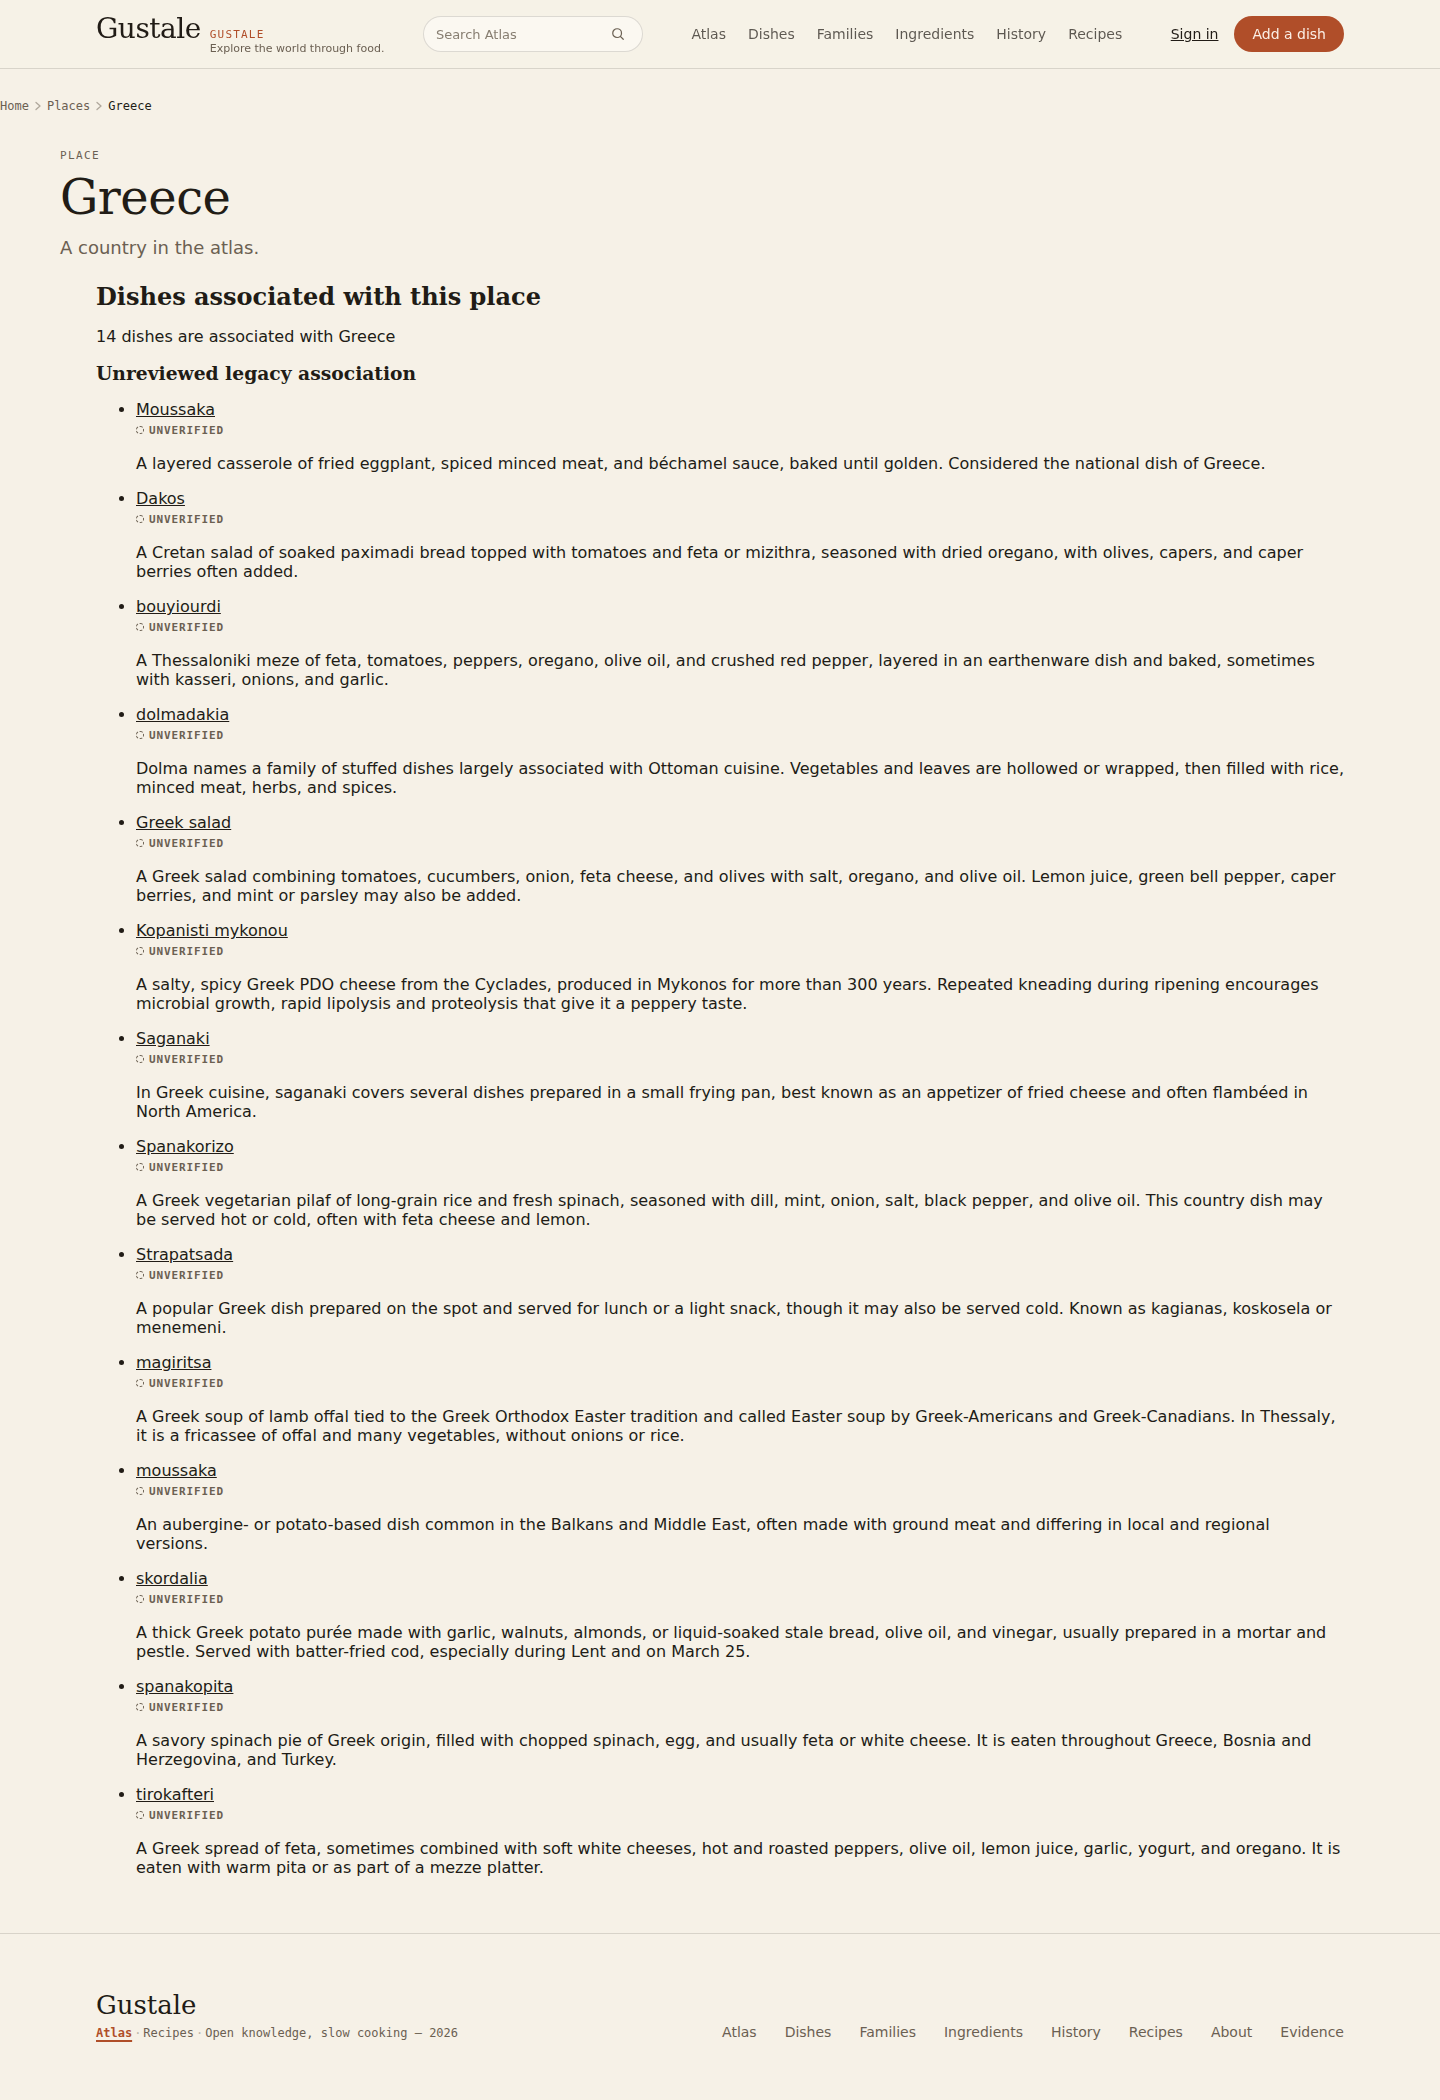 Gustale GUSTALE
Explore the world through food.
Search Atlas
Atlas Dishes Families Ingredients History Recipes
Sign in
Add a dish
Home > Places > Greece
PLACE
Greece
A country in the atlas.
Dishes associated with this place
14 dishes are associated with Greece
Unreviewed legacy association
• Moussaka
UNVERIFIED
A layered casserole of fried eggplant, spiced minced meat, and béchamel sauce, baked until golden. Considered the national dish of Greece.
• Dakos
UNVERIFIED
A Cretan salad of soaked paximadi bread topped with tomatoes and feta or mizithra, seasoned with dried oregano, with olives, capers, and caper
berries often added.
• bouyiourdi
UNVERIFIED
A Thessaloniki meze of feta, tomatoes, peppers, oregano, olive oil, and crushed red pepper, layered in an earthenware dish and baked, sometimes
with kasseri, onions, and garlic.
• dolmadakia
UNVERIFIED
Dolma names a family of stuffed dishes largely associated with Ottoman cuisine. Vegetables and leaves are hollowed or wrapped, then filled with rice,
minced meat, herbs, and spices.
• Greek salad
UNVERIFIED
A Greek salad combining tomatoes, cucumbers, onion, feta cheese, and olives with salt, oregano, and olive oil. Lemon juice, green bell pepper, caper
berries, and mint or parsley may also be added.
• Kopanisti mykonou
UNVERIFIED
A salty, spicy Greek PDO cheese from the Cyclades, produced in Mykonos for more than 300 years. Repeated kneading during ripening encourages
microbial growth, rapid lipolysis and proteolysis that give it a peppery taste.
• Saganaki
UNVERIFIED
In Greek cuisine, saganaki covers several dishes prepared in a small frying pan, best known as an appetizer of fried cheese and often flambéed in
North America.
• Spanakorizo
UNVERIFIED
A Greek vegetarian pilaf of long-grain rice and fresh spinach, seasoned with dill, mint, onion, salt, black pepper, and olive oil. This country dish may
be served hot or cold, often with feta cheese and lemon.
• Strapatsada
UNVERIFIED
A popular Greek dish prepared on the spot and served for lunch or a light snack, though it may also be served cold. Known as kagianas, koskosela or
menemeni.
• magiritsa
UNVERIFIED
A Greek soup of lamb offal tied to the Greek Orthodox Easter tradition and called Easter soup by Greek-Americans and Greek-Canadians. In Thessaly,
it is a fricassee of offal and many vegetables, without onions or rice.
• moussaka
UNVERIFIED
An aubergine- or potato-based dish common in the Balkans and Middle East, often made with ground meat and differing in local and regional
versions.
• skordalia
UNVERIFIED
A thick Greek potato purée made with garlic, walnuts, almonds, or liquid-soaked stale bread, olive oil, and vinegar, usually prepared in a mortar and
pestle. Served with batter-fried cod, especially during Lent and on March 25.
• spanakopita
UNVERIFIED
A savory spinach pie of Greek origin, filled with chopped spinach, egg, and usually feta or white cheese. It is eaten throughout Greece, Bosnia and
Herzegovina, and Turkey.
• tirokafteri
UNVERIFIED
A Greek spread of feta, sometimes combined with soft white cheeses, hot and roasted peppers, olive oil, lemon juice, garlic, yogurt, and oregano. It is
eaten with warm pita or as part of a mezze platter.
Gustale
Atlas · Recipes · Open knowledge, slow cooking — 2026
Atlas Dishes Families Ingredients History Recipes About Evidence